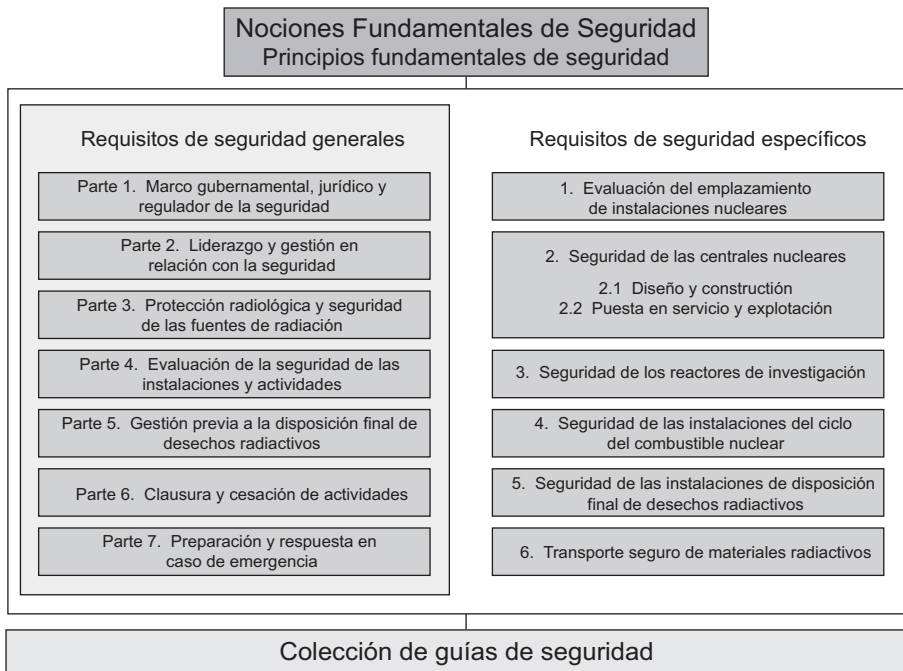 Nociones Fundamentales de Seguridad
Principios fundamentales de seguridad
Requisitos de seguridad generales
Parte 1. Marco gubernamental, jurídico y
regulador de la seguridad
Parte 2. Liderazgo y gestión en
relación con la seguridad
Parte 3. Protección radiológica y seguridad
de las fuentes de radiación
Parte 4. Evaluación de la seguridad de las
instalaciones y actividades
Parte 5. Gestión previa a la disposición final de
desechos radiactivos
Parte 6. Clausura y cesación de actividades
Parte 7. Preparación y respuesta en
caso de emergencia
Requisitos de seguridad específicos
1. Evaluación del emplazamiento
de instalaciones nucleares
2. Seguridad de las centrales nucleares
2.1 Diseño y constructión
2.2 Puesta en servicio y explotación
3. Seguridad de los reactores de investigación
4. Seguridad de las instalaciones del ciclo
del combustible nuclear
5. Seguridad de las instalaciones de disposición
final de desechos radiactivos
6. Transporte seguro de materiales radiactivos
Colección de guías de seguridad